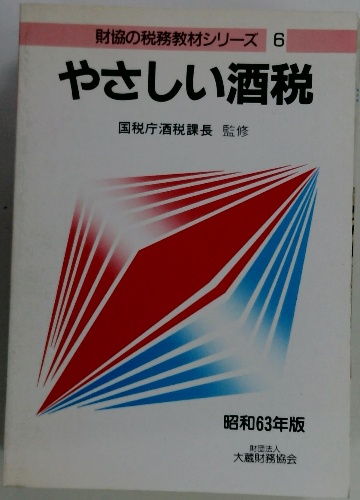 財協の税務教材シリーズ 6
やさしい酒税
国税庁酒税課長 監修
昭和63年版
財団法人
大蔵財務協会